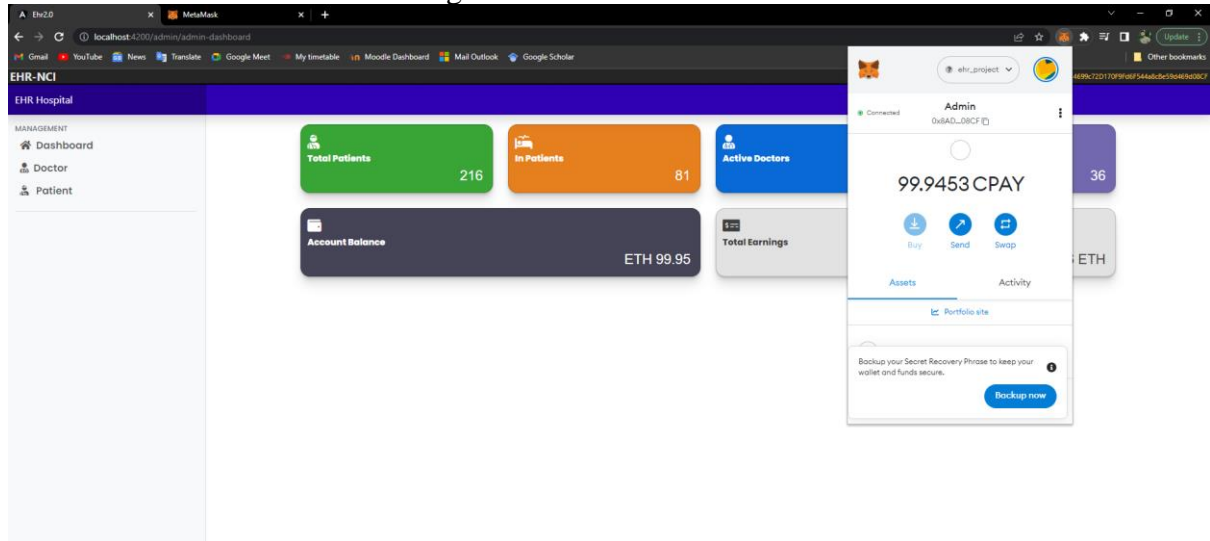 Ehr2.0
MetaMask
localhost:4200/admin/admin-dashboard
Update
Gmail YouTube News Translate Google Meet My timetable Moodle Dashboard Mail Outlook Google Scholar Other bookmarks
EHR-NCI
EHR Hospital
MANAGEMENT
Dashboard
Doctor
Patient
Total Patients
216
In Patients
81
Active Doctors
36
Account Balance
ETH 99.95
Total Earnings
ETH
ehr_project
Connected
Admin
0x8AD...08CF
99.9453 CPAY
Buy Send Swap
Assets Activity
Portfolio site
Backup your Secret Recovery Phrase to keep your
wallet and funds secure.
Backup now